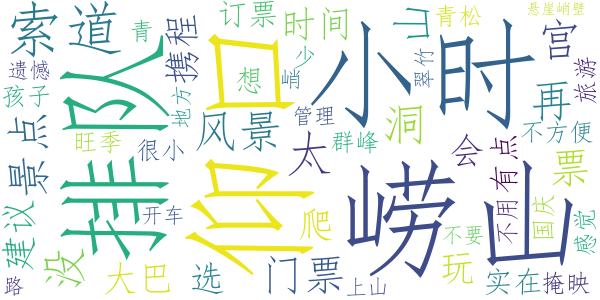 索道
青
携程
订票
时间
山
青松
悬崖峭壁
宫
旅游
遗憾
孩子
排队
地方
仰口
想
峭
少
小时
翠竹
再
景点
旺季
很小
风景
管理
太
群峰
洞
会
不用
有点
不方便
票
建议
没
开车
爬
崂山
不要
国庆
感觉
路
大巴
选
门票
上山
玩
实在
掩映